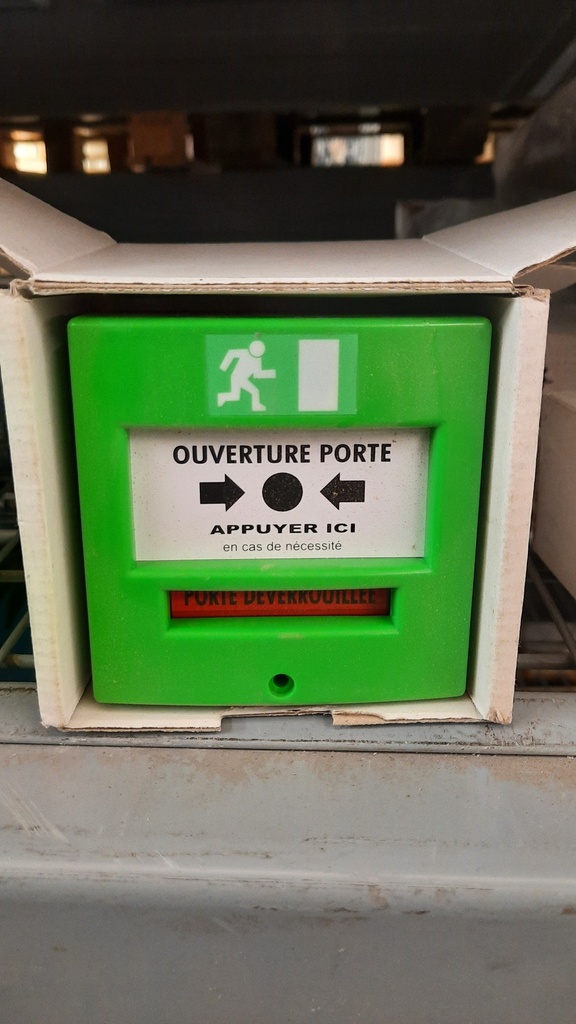 OUVERTURE PORTE
APPUYER ICI
en cas de nécessité
PORTE DEVERROUILLEE